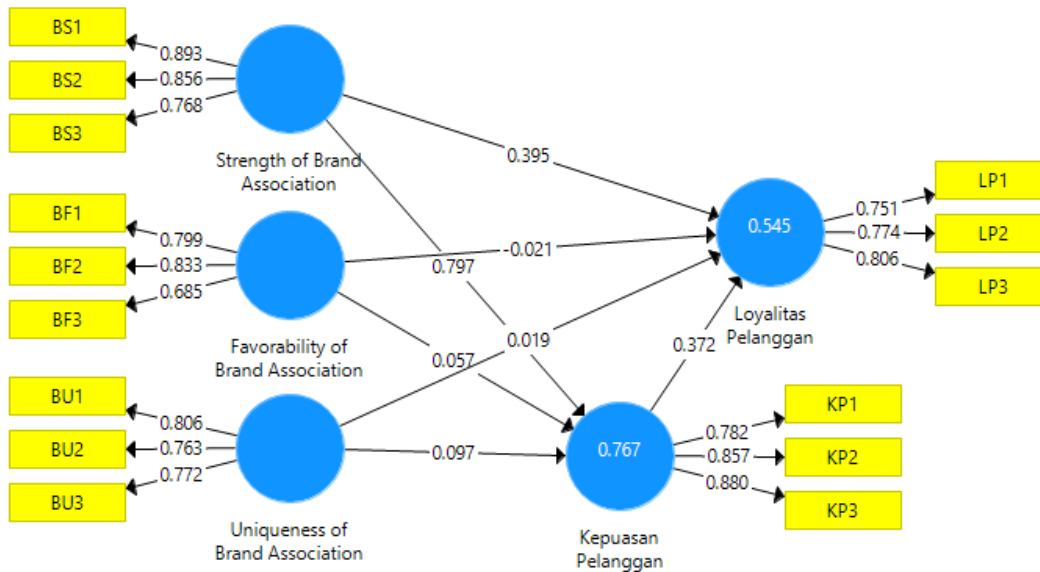 BS1
0.893
BS2
0.856
BS3
0.768
Strength of Brand
Association
0.395
BF1
0.799
BF2
0.833
BF3
0.685
Favorability of
Brand Association
-0.021
0.797
0.057
0.019
BU1
0.806
BU2
0.763
BU3
0.772
Uniqueness of
Brand Association
0.097
0.545
Loyalitas
Pelanggan
0.751
LP1
0.774
LP2
0.806
LP3
0.372
0.767
Kepuasan
Pelanggan
0.782
KP1
0.857
KP2
0.880
KP3